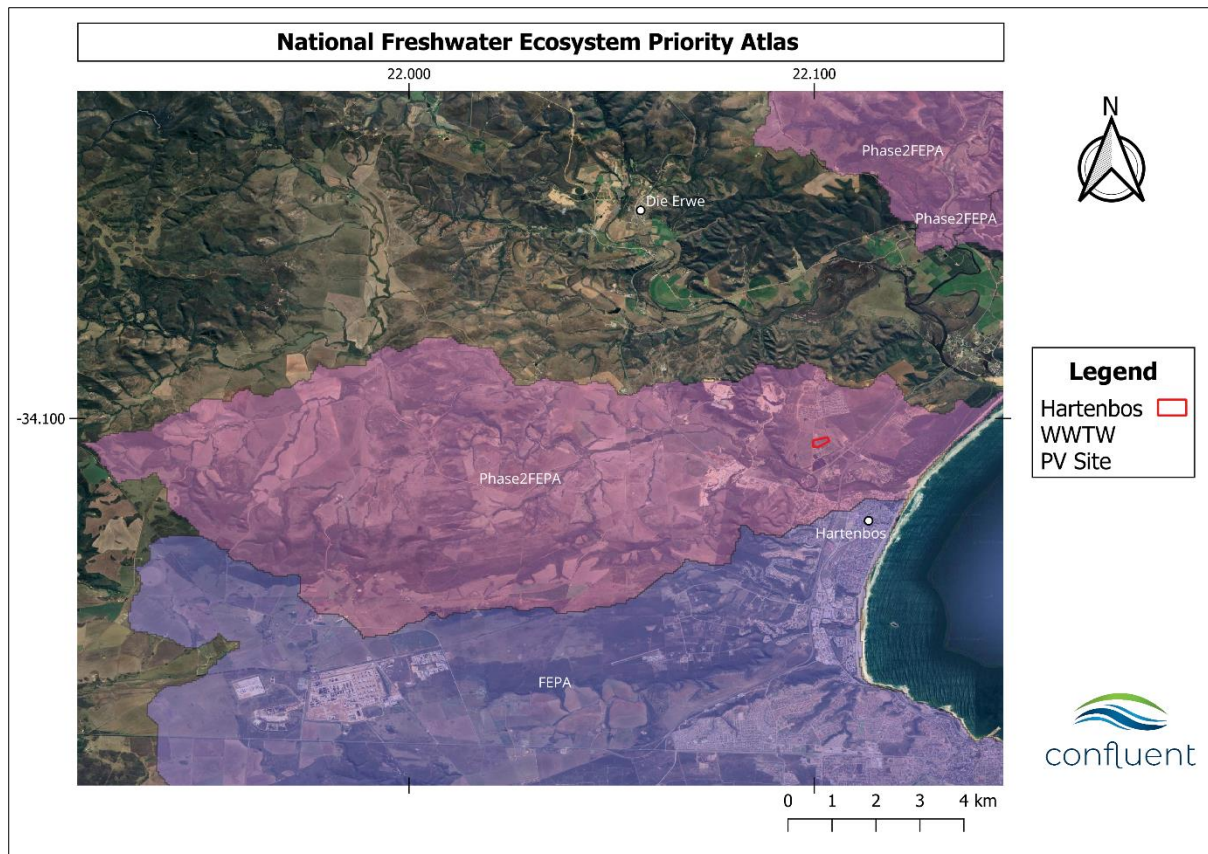 National Freshwater Ecosystem Priority Atlas
22.000
22.100
N
Phase2FEPA
Die Erwe
Phase2FEPA
-34.100
Legend
Hartenbos
WWTW
PV Site
Phase2FEPA
Hartenbos
FEPA
confluent
0 1 2 3 4 km